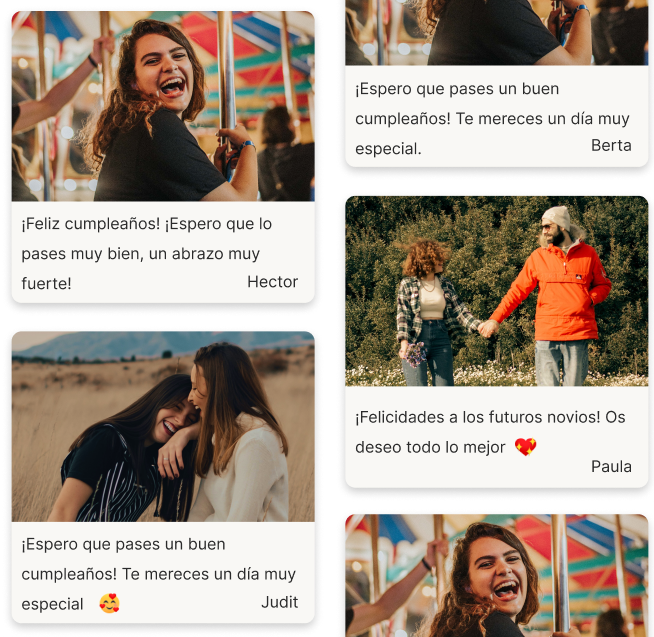 ¡Feliz cumpleaños! ¡Espero que lo
pases muy bien, un abrazo muy
fuerte!
Hector
¡Espero que pases un buen
cumpleaños! Te mereces un día muy
especial 🥰
Judit
¡Espero que pases un buen
cumpleaños! Te mereces un día muy
especial.
Berta
¡Felicidades a los futuros novios! Os
deseo todo lo mejor 💖
Paula